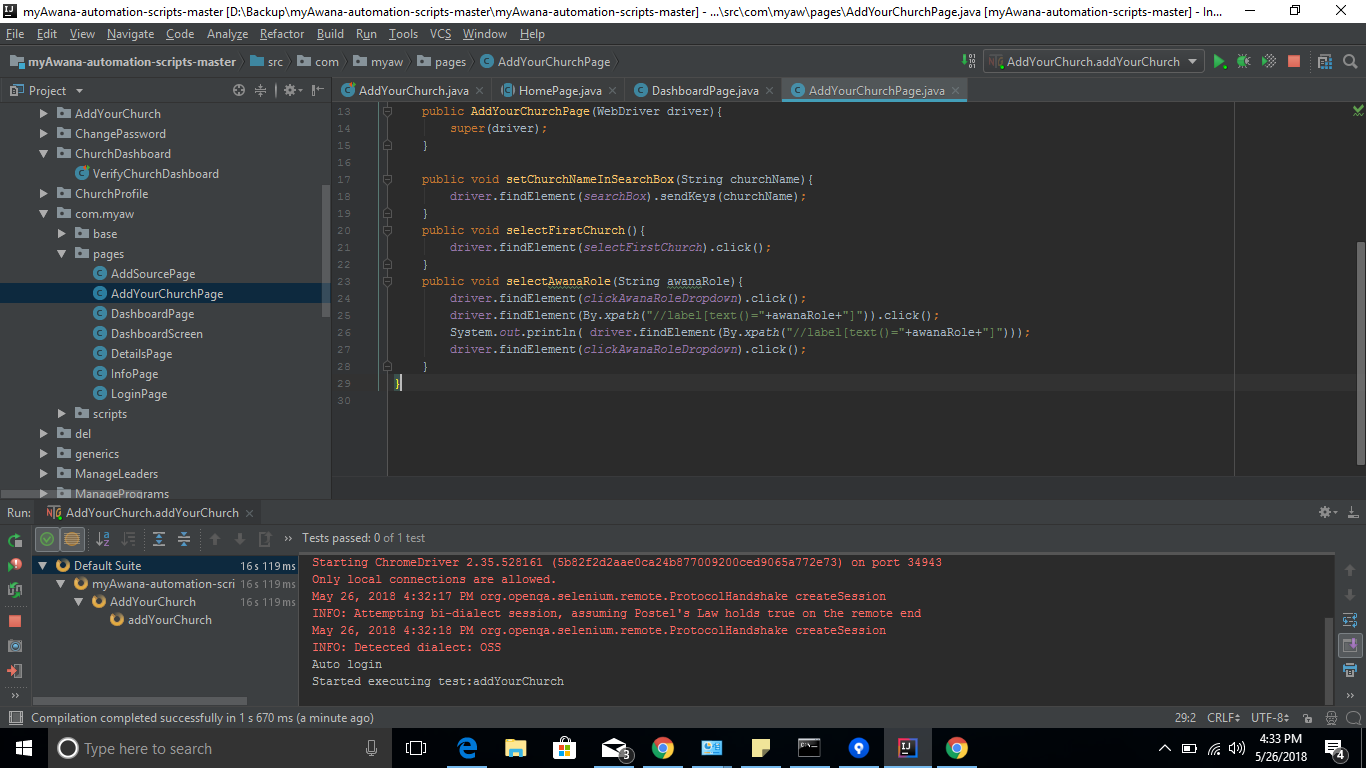 myAwana-automation-scripts-master [D:\Backup\myAwana-automation-scripts-master\myAwana-automation-scripts-master] - ...\src\com\myaw\pages\AddYourChurchPage.java [myAwana-automation-scripts-master] - In...
File Edit View Navigate Code Analyze Refactor Build Run Tools VCS Window Help
myAwana-automation-scripts-master src com myaw pages AddYourChurchPage AddYourChurch.addYourChurch
Project
AddYourChurch.java HomePage.java DashboardPage.java AddYourChurchPage.java
AddYourChurch
ChangePassword
ChurchDashboard
VerifyChurchDashboard
ChurchProfile
com.myaw
base
pages
AddSourcePage
AddYourChurchPage
DashboardPage
DashboardScreen
DetailsPage
InfoPage
LoginPage
scripts
del
generics
ManageLeaders
ManagePrograms
13 public AddYourChurchPage(WebDriver driver){
14 super(driver);
15 }
16
17 public void setChurchNameInSearchBox(String churchName){
18 driver.findElement(searchBox).sendKeys(churchName);
19 }
20 public void selectFirstChurch(){
21 driver.findElement(selectFirstChurch).click();
22 }
23 public void selectAwanaRole(String awanaRole){
24 driver.findElement(clickAwanaRoleDropdown).click();
25 driver.findElement(By.xpath("//label[text()="+awanaRole+"]")).click();
26 System.out.println( driver.findElement(By.xpath("//label[text()="+awanaRole+"]")));
27 driver.findElement(clickAwanaRoleDropdown).click();
28 }
29 }
30
Run: AddYourChurch.addYourChurch
Tests passed: 0 of 1 test
Default Suite 16 s 119 ms
myAwana-automation-scri 16 s 119 ms
AddYourChurch 16 s 119 ms
addYourChurch
Starting ChromeDriver 2.35.528161 (5b82f2d2aae0ca24b877009200ced9065a772e73) on port 34943
Only local connections are allowed.
May 26, 2018 4:32:17 PM org.openqa.selenium.remote.ProtocolHandshake createSession
INFO: Attempting bi-dialect session, assuming Postel's Law holds true on the remote end
May 26, 2018 4:32:18 PM org.openqa.selenium.remote.ProtocolHandshake createSession
INFO: Detected dialect: OSS
Auto login
Started executing test:addYourChurch
Compilation completed successfully in 1 s 670 ms (a minute ago) 29:2 CRLF UTF-8
Type here to search
3
4:33 PM
5/26/2018
4